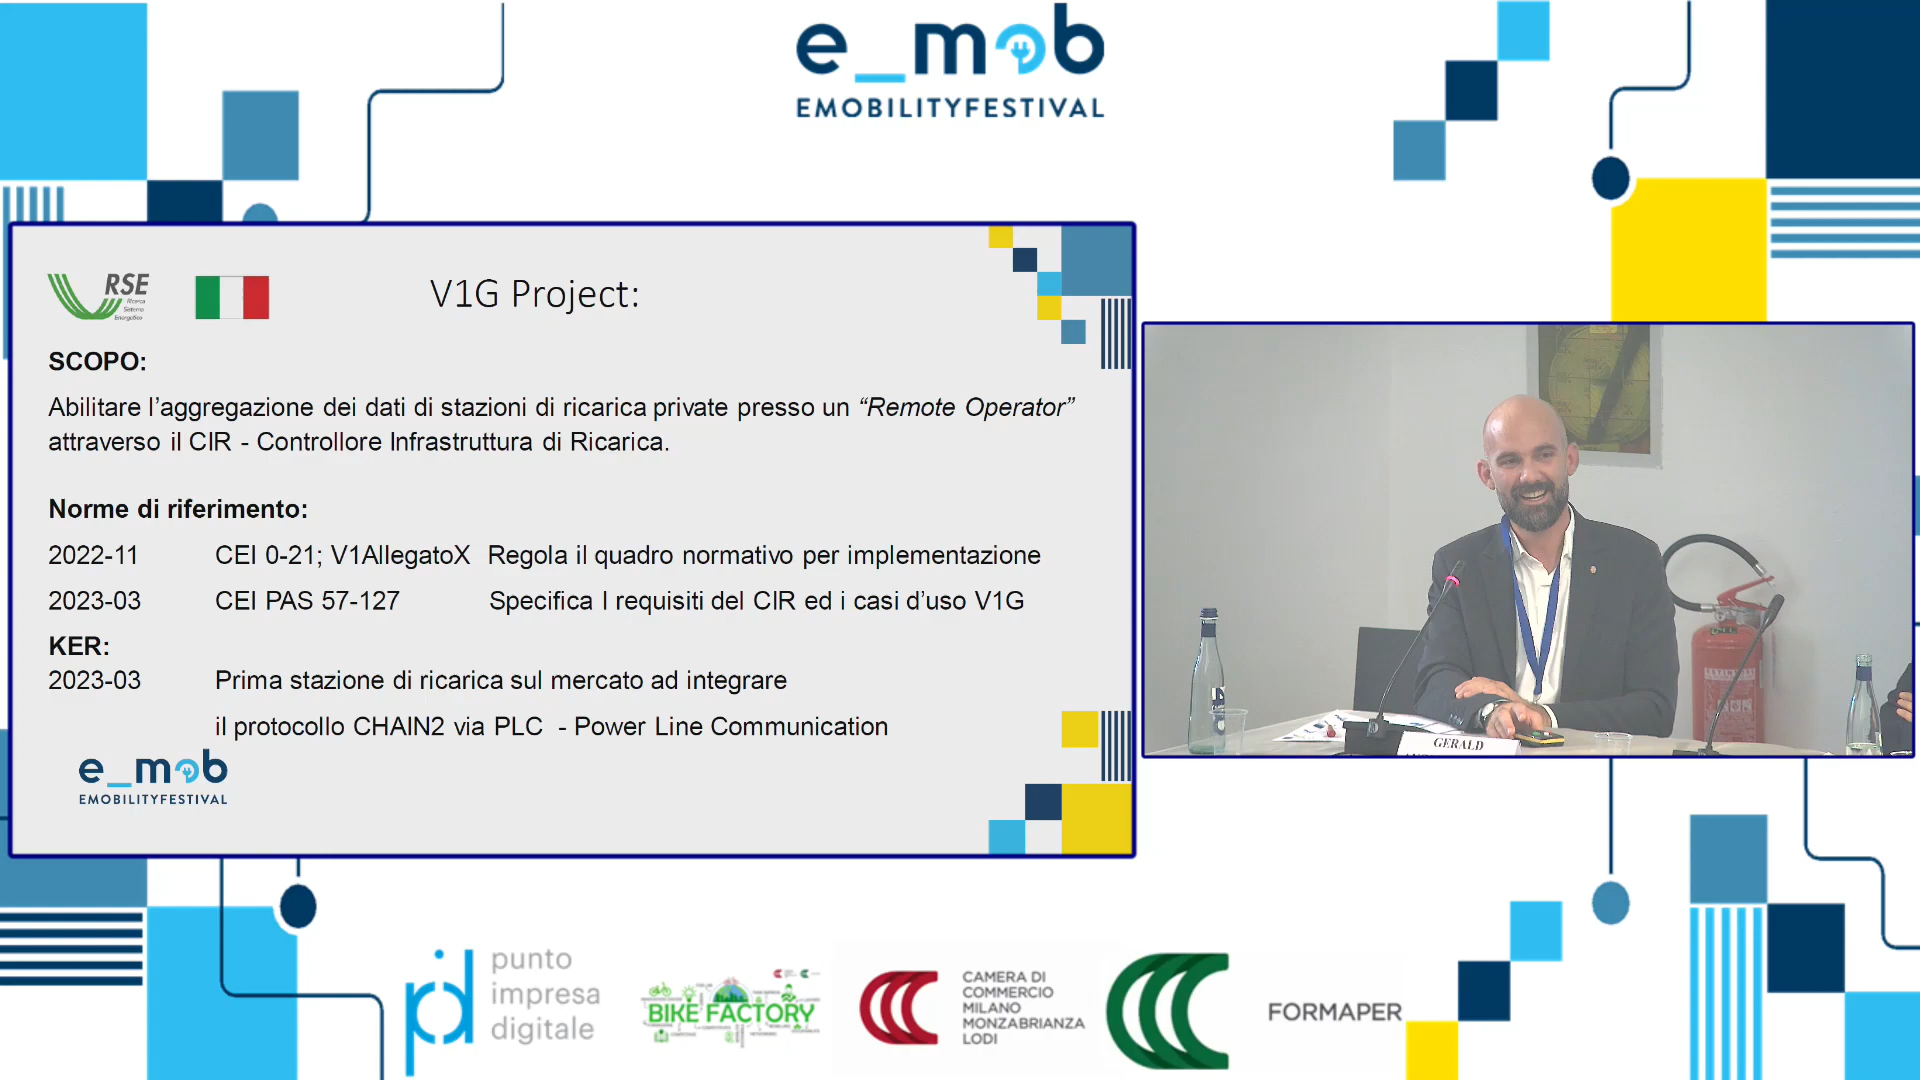 e_mob
EMOBILITYFESTIVAL
RSE
Ricerca
Sistema
Energetico
V1G Project:
SCOPO:
Abilitare l’aggregazione dei dati di stazioni di ricarica private presso un “Remote Operator”
attraverso il CIR - Controllore Infrastruttura di Ricarica.
Norme di riferimento:
2022-11 CEI 0-21; V1AllegatoX Regola il quadro normativo per implementazione
2023-03 CEI PAS 57-127 Specifica I requisiti del CIR ed i casi d’uso V1G
KER:
2023-03 Prima stazione di ricarica sul mercato ad integrare
il protocollo CHAIN2 via PLC - Power Line Communication
e_mob
EMOBILITYFESTIVAL
GERALD
pid
punto
impresa
digitale
BIKE FACTORY
CAMERA DI
COMMERCIO
MILANO
MONZABRIANZA
LODI
FORMAPER